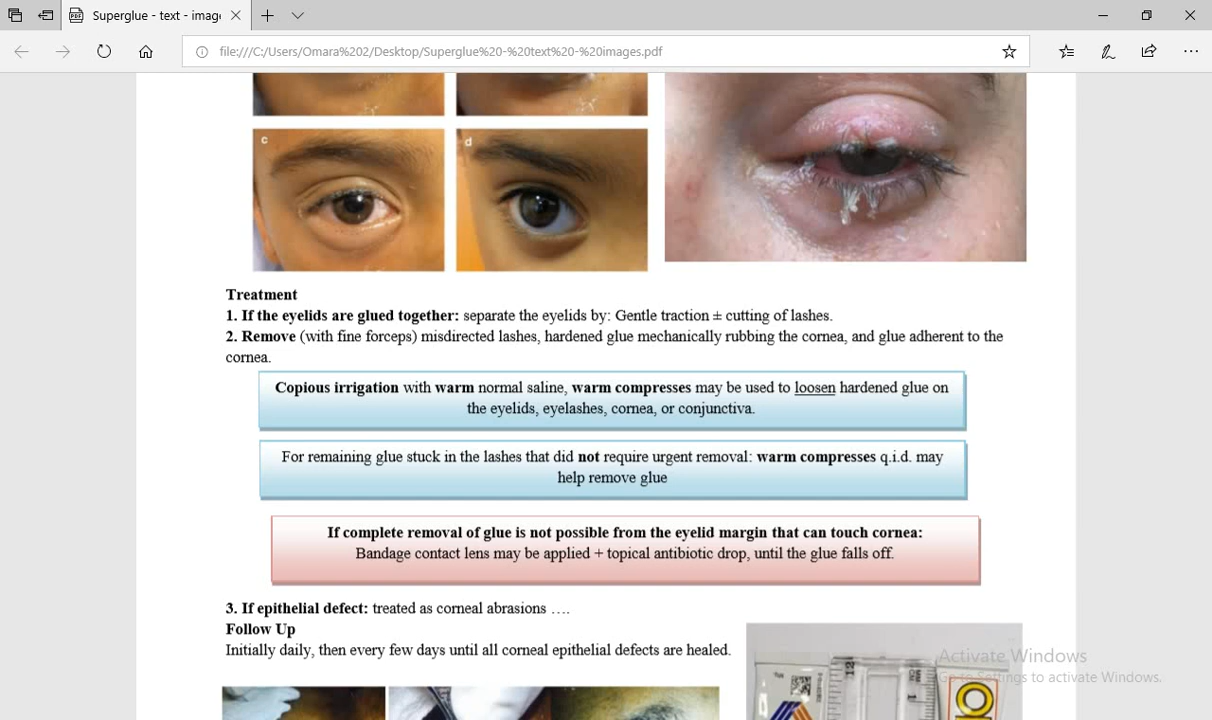 Superglue - text - imag
file:///C:/Users/Omara%202/Desktop/Superglue%20-%20text%20-%20images.pdf
c
d
Treatment
1. If the eyelids are glued together: separate the eyelids by: Gentle traction ± cutting of lashes.
2. Remove (with fine forceps) misdirected lashes, hardened glue mechanically rubbing the cornea, and glue adherent to the
cornea.
Copious irrigation with warm normal saline, warm compresses may be used to loosen hardened glue on
the eyelids, eyelashes, cornea, or conjunctiva.
For remaining glue stuck in the lashes that did not require urgent removal: warm compresses q.i.d. may
help remove glue
If complete removal of glue is not possible from the eyelid margin that can touch cornea:
Bandage contact lens may be applied + topical antibiotic drop, until the glue falls off.
3. If epithelial defect: treated as corneal abrasions ….
Follow Up
Initially daily, then every few days until all corneal epithelial defects are healed.
Activate Windows
Go to Settings to activate Windows.